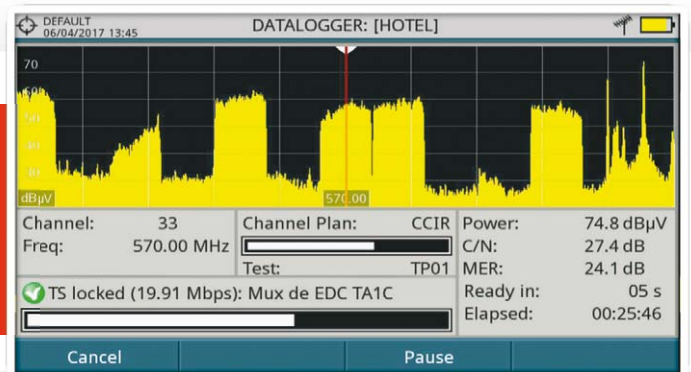 DEFAULT
06/04/2017 13:45
DATALOGGER: [HOTEL]
70
60
50
dBµV
570.00
Channel: 33
Freq: 570.00 MHz
Channel Plan: CCIR
Test: TP01
Power: 74.8 dBµV
C/N: 27.4 dB
MER: 24.1 dB
Ready in: 05 s
Elapsed: 00:25:46
TS locked (19.91 Mbps): Mux de EDC TA1C
Cancel
Pause